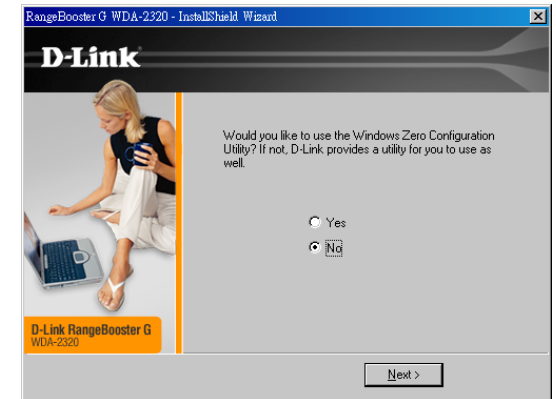 RangeBooster G WDA-2320 - InstallShield Wizard
D-Link
Would you like to use the Windows Zero Configuration
Utility? If not, D-Link provides a utility for you to use as
well.
Yes
No
D-Link RangeBooster G
WDA-2320
Next >